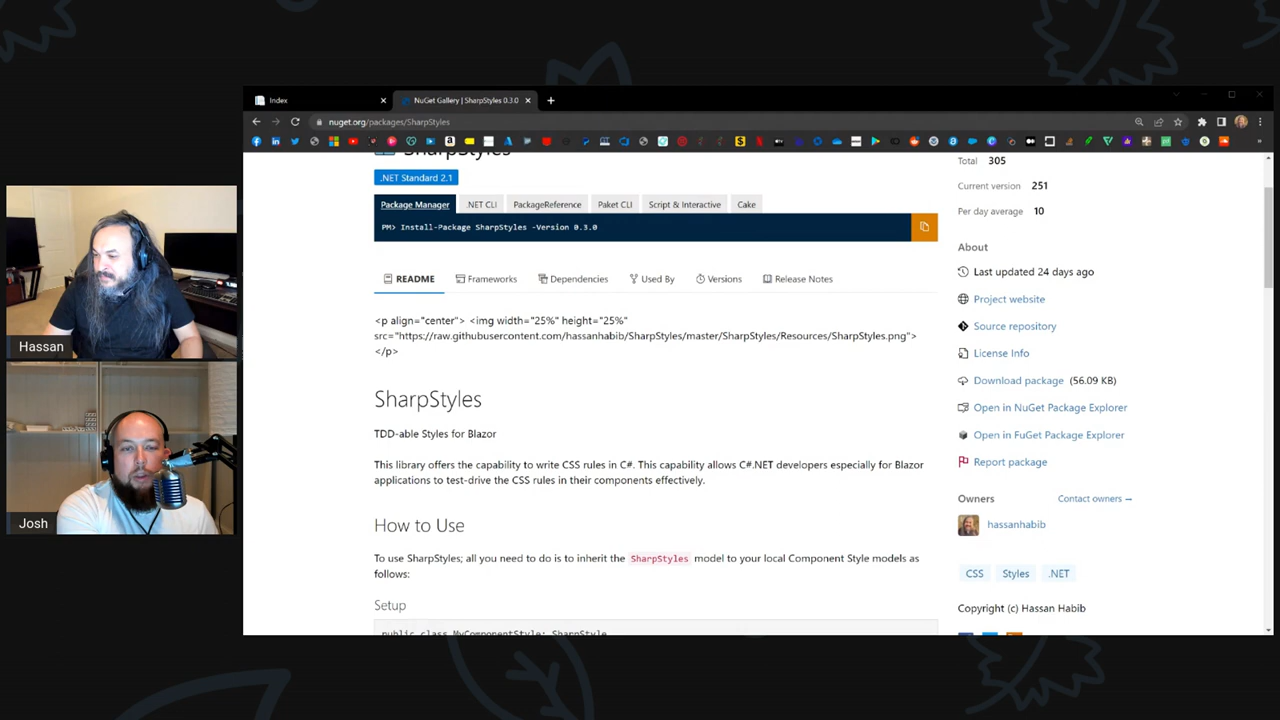 Index
NuGet Gallery | SharpStyles 0.3.0
nuget.org/packages/SharpStyles
SharpStyles
.NET Standard 2.1
Package Manager
.NET CLI
PackageReference
Paket CLI
Script & Interactive
Cake
PM> Install-Package SharpStyles -Version 0.3.0
README
Frameworks
Dependencies
Used By
Versions
Release Notes
<p align="center"> <img width="25%" height="25%"
src="https://raw.githubusercontent.com/hassanhabib/SharpStyles/master/SharpStyles/Resources/SharpStyles.png">
</p>
SharpStyles
TDD-able Styles for Blazor
This library offers the capability to write CSS rules in C#. This capability allows C#.NET developers especially for Blazor
applications to test-drive the CSS rules in their components effectively.
How to Use
To use SharpStyles; all you need to do is to inherit the SharpStyles model to your local Component Style models as
follows:
Setup
public class MyComponentStyle: SharpStyle
Total 305
Current version 251
Per day average 10
About
Last updated 24 days ago
Project website
Source repository
License Info
Download package (56.09 KB)
Open in NuGet Package Explorer
Open in FuGet Package Explorer
Report package
Owners
Contact owners →
hassanhabib
CSS
Styles
.NET
Copyright (c) Hassan Habib
Hassan
Josh